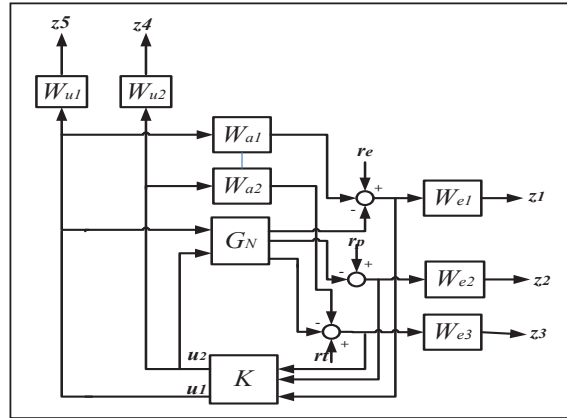 z5 z4
Wu1 Wu2
Wa1
re
+
Wa2
-
We1 z1
GN
rp
+
-
We2 z2
-
+
We3 z3
rt
u2
K
u1